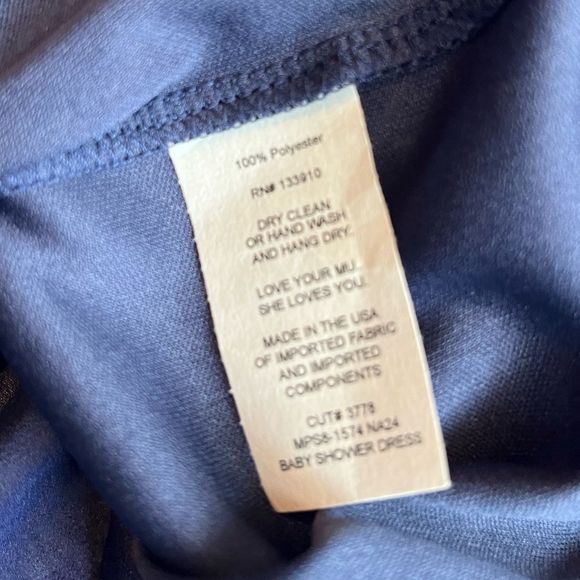 100% Polyester
RN# 133910
DRY CLEAN
OR HAND WASH
AND HANG DRY.
LOVE YOUR MU.
SHE LOVES YOU.
MADE IN THE USA
OF IMPORTED FABRIC
AND IMPORTED
COMPONENTS
CUT# 3778
MPS8-1574 NA24
BABY SHOWER DRESS